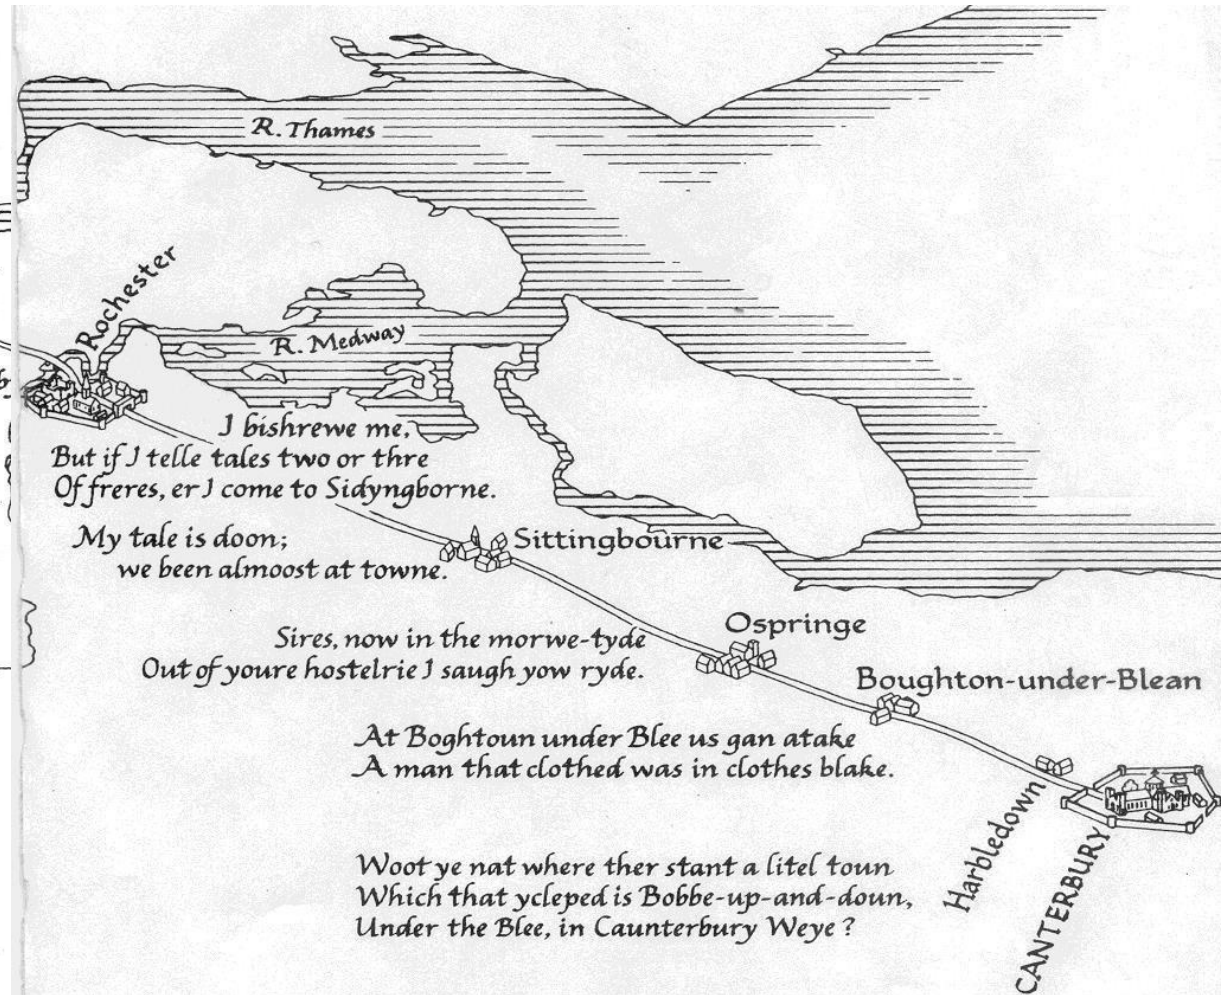 R. Thames
Rochester
R. Medway
I bishrewe me,
But if I telle tales two or thre
Of freres, er I come to Sidyngborne.
My tale is doon;
we been almoost at towne.
Sittingbourne
Sires, now in the morwe-tyde
Out of youre hostelrie I saugh yow ryde.
Ospringe
Boughton-under-Blean
At Boghtoun under Blee us gan atake
A man that clothed was in clothes blake.
Harbledown
CANTERBURY
Woot ye nat where ther stant a litel toun
Which that ycleped is Bobbe-up-and-doun,
Under the Blee, in Caunterbury Weye?